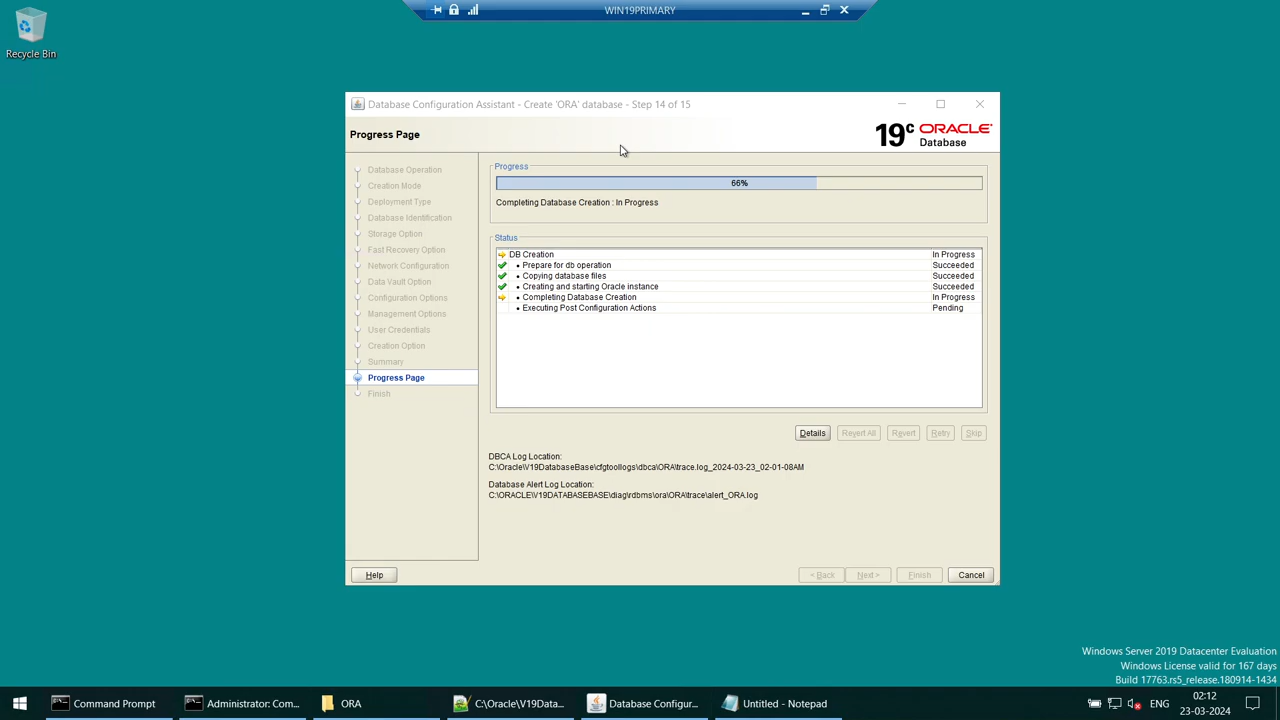 WIN19PRIMARY
Recycle Bin
Database Configuration Assistant - Create 'ORA' database - Step 14 of 15
Progress Page
19c ORACLE
Database
Database Operation
Creation Mode
Deployment Type
Database Identification
Storage Option
Fast Recovery Option
Network Configuration
Data Vault Option
Configuration Options
Management Options
User Credentials
Creation Option
Summary
Progress Page
Finish
Progress
66%
Completing Database Creation : In Progress
Status
DB Creation In Progress
• Prepare for db operation Succeeded
• Copying database files Succeeded
• Creating and starting Oracle instance Succeeded
• Completing Database Creation In Progress
• Executing Post Configuration Actions Pending
Details Revert All Revert Retry Skip
DBCA Log Location:
C:\Oracle\V19DatabaseBase\cfgtoollogs\dbca\ORA\trace.log_2024-03-23_02-01-08AM
Database Alert Log Location:
C:\ORACLE\V19DATABASEBASE\diag\rdbms\ora\ORA\trace\alert_ORA.log
Help < Back Next > Finish Cancel
Windows Server 2019 Datacenter Evaluation
Windows License valid for 167 days
Build 17763.rs5_release.180914-1434
Command Prompt Administrator: Com... ORA C:\Oracle\V19Data... Database Configur... Untitled - Notepad ENG 02:12
23-03-2024